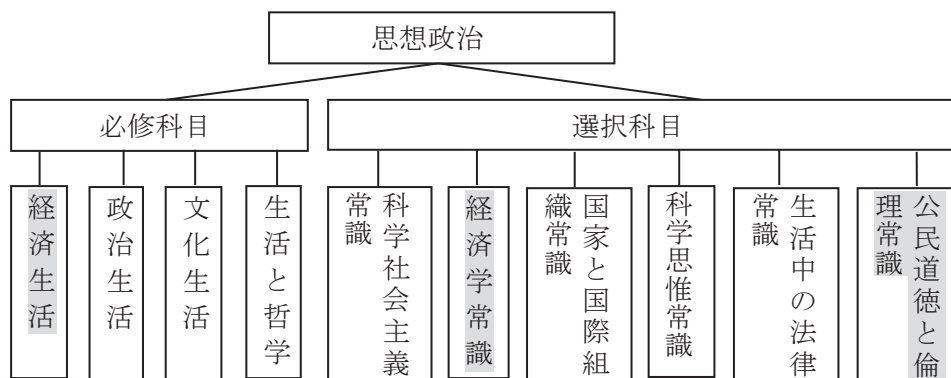 思想政治
必修科目
選択科目
経済生活
政治生活
文化生活
生活と哲学
科学社会主義
常識
経済学常識
国家と国際組
織常識
科学思惟常識
生活中の法律
常識
公民道徳と倫
理常識